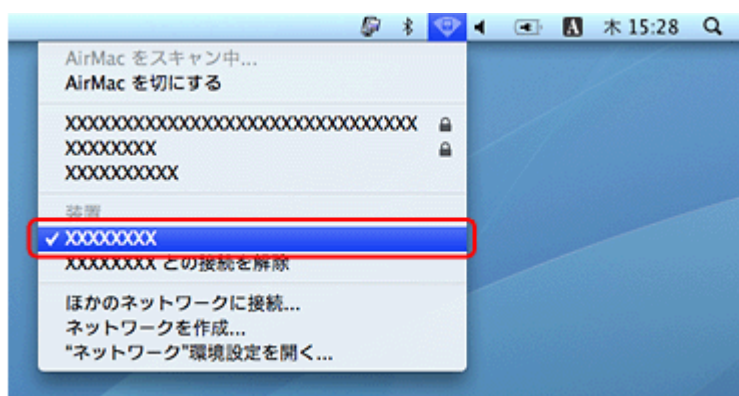 A 木 15:28
AirMac をスキャン中...
AirMac を切にする
XXXXXXXXXXXXXXXXXXXXXXXXXXXXXXXX
XXXXXXXX
XXXXXXXXXX
装置
✓ XXXXXXXX
XXXXXXXX との接続を解除
ほかのネットワークに接続...
ネットワークを作成...
“ネットワーク”環境設定を開く...